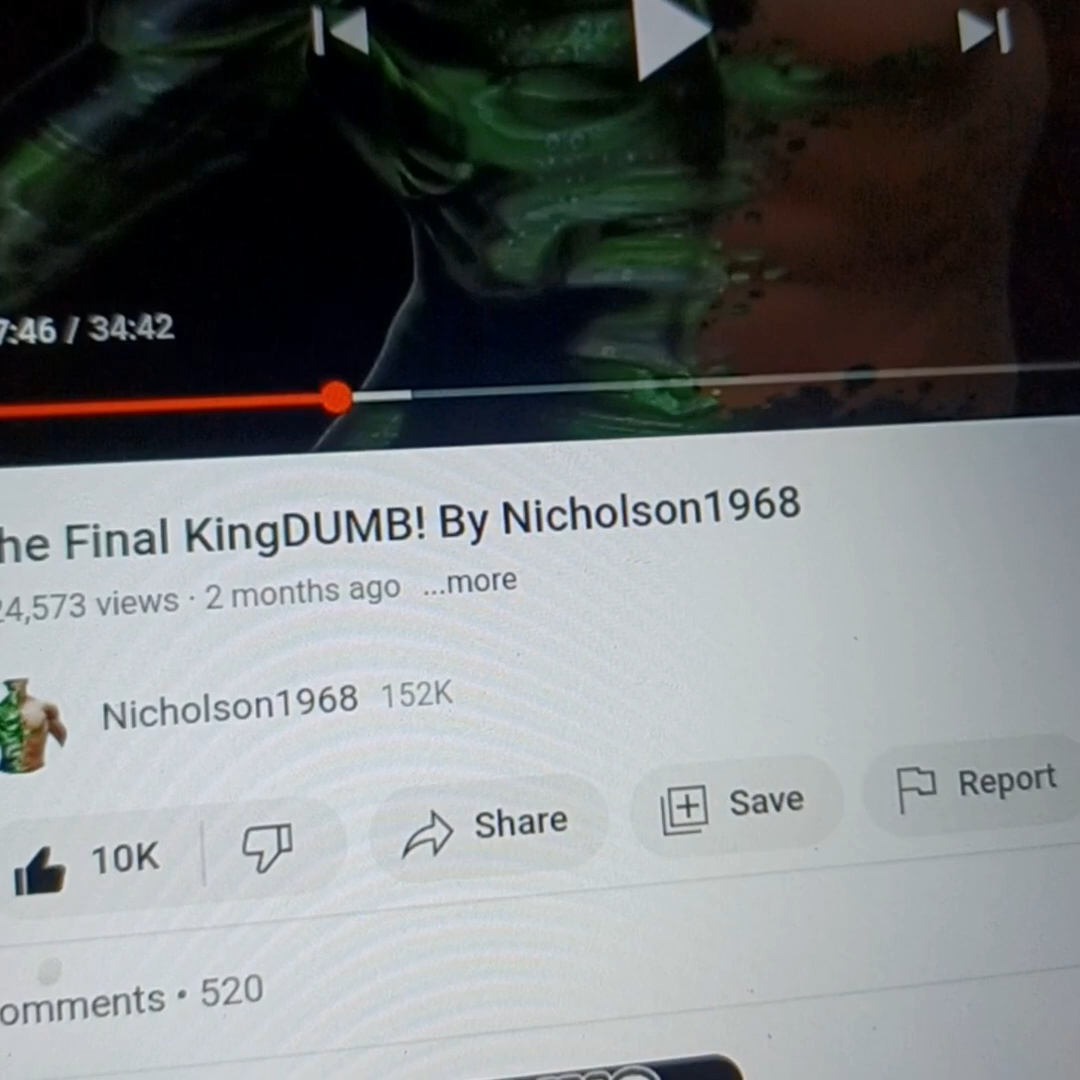 7:46 / 34:42
he Final KingDUMB! By Nicholson1968
24,573 views · 2 months ago ...more
Nicholson1968 152K
10K Share Save Report
omments • 520